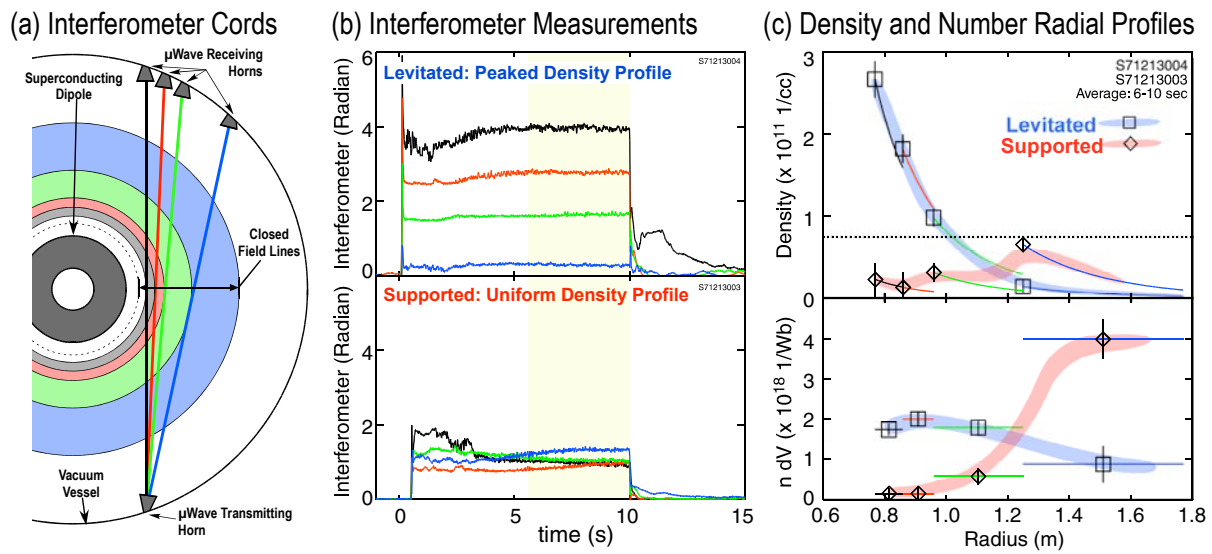 (a) Interferometer Cords
µWave Receiving
Horns
Superconducting
Dipole
Closed
Field Lines
Vacuum
Vessel
µWave Transmitting
Horn
(b) Interferometer Measurements
Interferometer (Radian)
6
4
2
0
Levitated: Peaked Density Profile
S71213004
Interferometer (Radian)
4
2
0
Supported: Uniform Density Profile
S71213003
0
5
10
15
time (s)
(c) Density and Number Radial Profiles
Density (x 10¹¹ 1/cc)
3
2
1
0
S71213004
S71213003
Average: 6-10 sec
Levitated
Supported
n dV (x 10¹⁸ 1/Wb)
4
3
2
1
0
0.6
0.8
1.0
1.2
1.4
1.6
1.8
Radius (m)